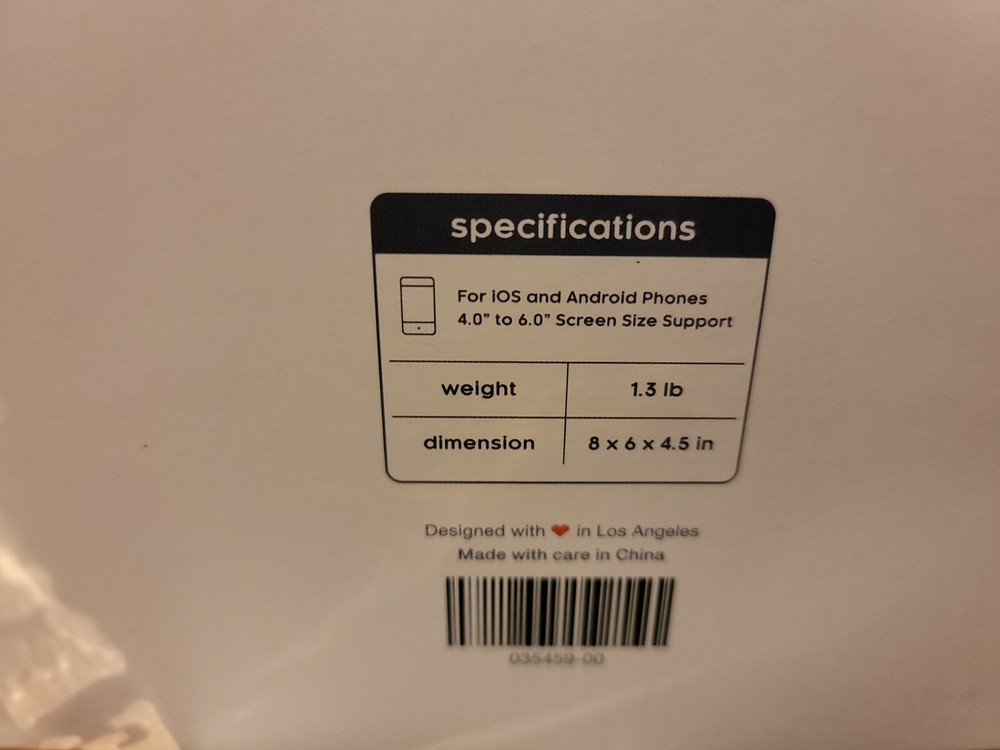 specifications
For iOS and Android Phones
4.0" to 6.0" Screen Size Support
weight 1.3 lb
dimension 8 x 6 x 4.5 in
Designed with ❤ in Los Angeles
Made with care in China
035459-00